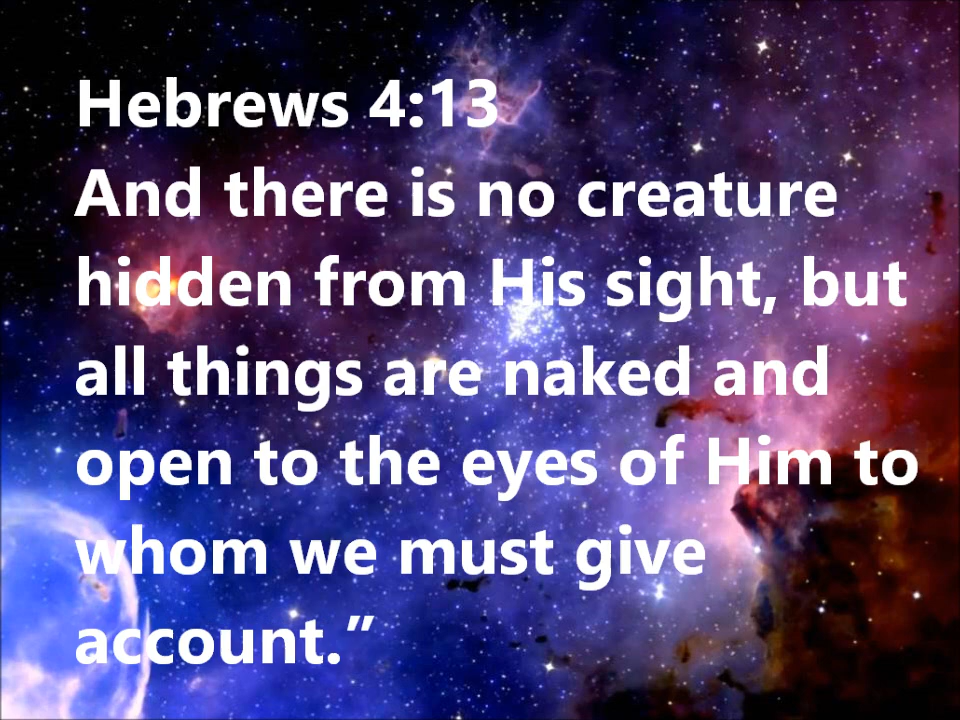 Hebrews 4:13
And there is no creature
hidden from His sight, but
all things are naked and
open to the eyes of Him to
whom we must give
account.”